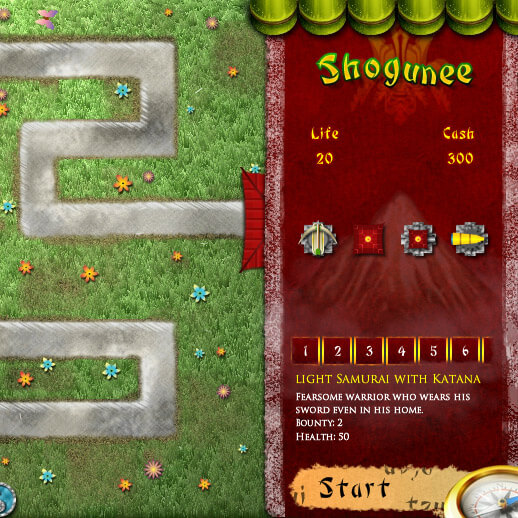 Shogunee
Life Cash
20 300
1 2 3 4 5 6
LIGHT SAMURAI WITH KATANA
FEARSOME WARRIOR WHO WEARS HIS
SWORD EVEN IN HIS HOME.
BOUNTY: 2
HEALTH: 50
Start